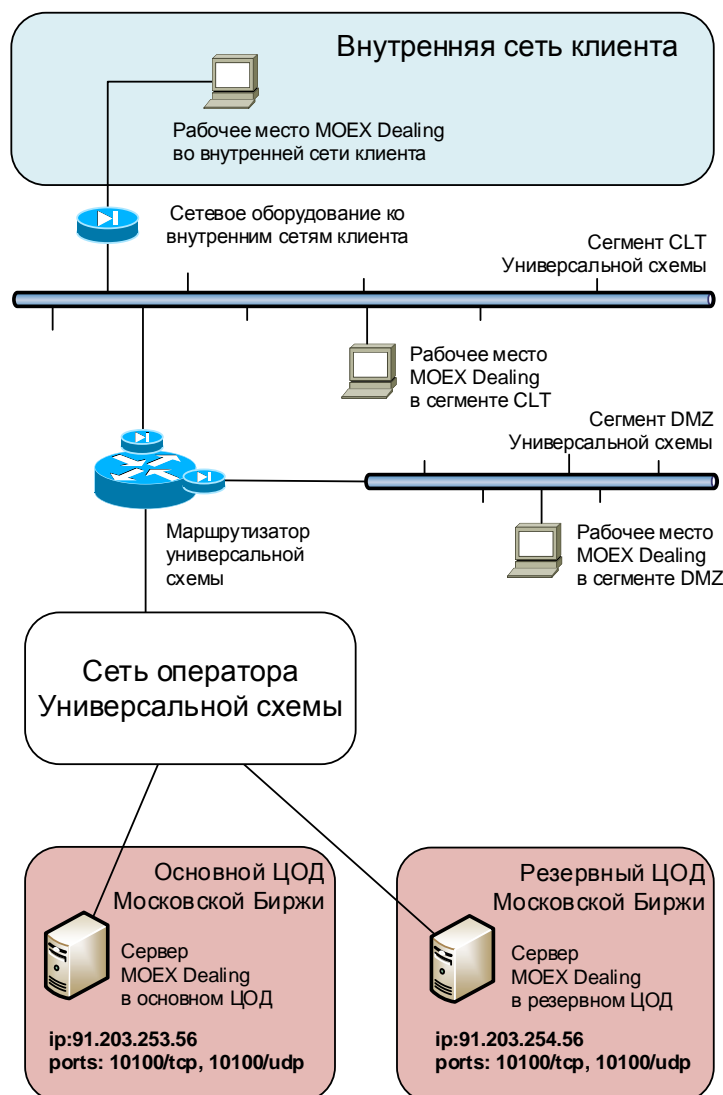 Внутренняя сеть клиента
Рабочее место MOEX Dealing
во внутренней сети клиента
Сетевое оборудование ко
внутренним сетям клиента
Сегмент CLT
Универсальной схемы
Рабочее место
MOEX Dealing
в сегменте CLT
Сегмент DMZ
Универсальной схемы
Маршрутизатор
универсальной
схемы
Рабочее место
MOEX Dealing
в сегменте DMZ
Сеть оператора
Универсальной схемы
Основной ЦОД
Московской Биржи
Сервер
MOEX Dealing
в основном ЦОД
ip:91.203.253.56
ports: 10100/tcp, 10100/udp
Резервный ЦОД
Московской Биржи
Сервер
MOEX Dealing
в резервном ЦОД
ip:91.203.254.56
ports: 10100/tcp, 10100/udp